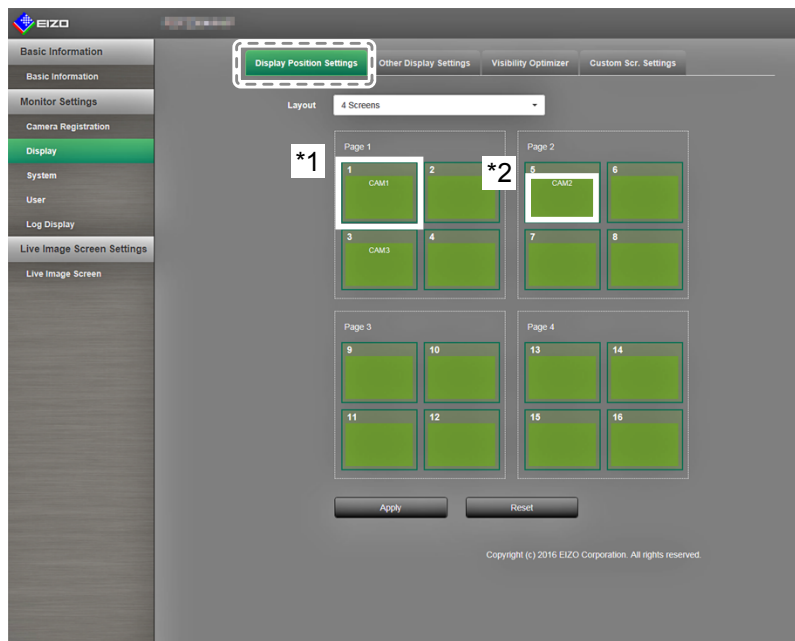 EIZO
Basic Information
Basic Information
Monitor Settings
Camera Registration
Display
System
User
Log Display
Live Image Screen Settings
Live Image Screen
Display Position Settings
Other Display Settings
Visibility Optimizer
Custom Scr. Settings
Layout
4 Screens
*1
*2
Page 1
1
CAM1
2
3
CAM3
4
Page 2
5
CAM2
6
7
8
Page 3
9
10
11
12
Page 4
13
14
15
16
Apply
Reset
Copyright (c) 2016 EIZO Corporation. All rights reserved.